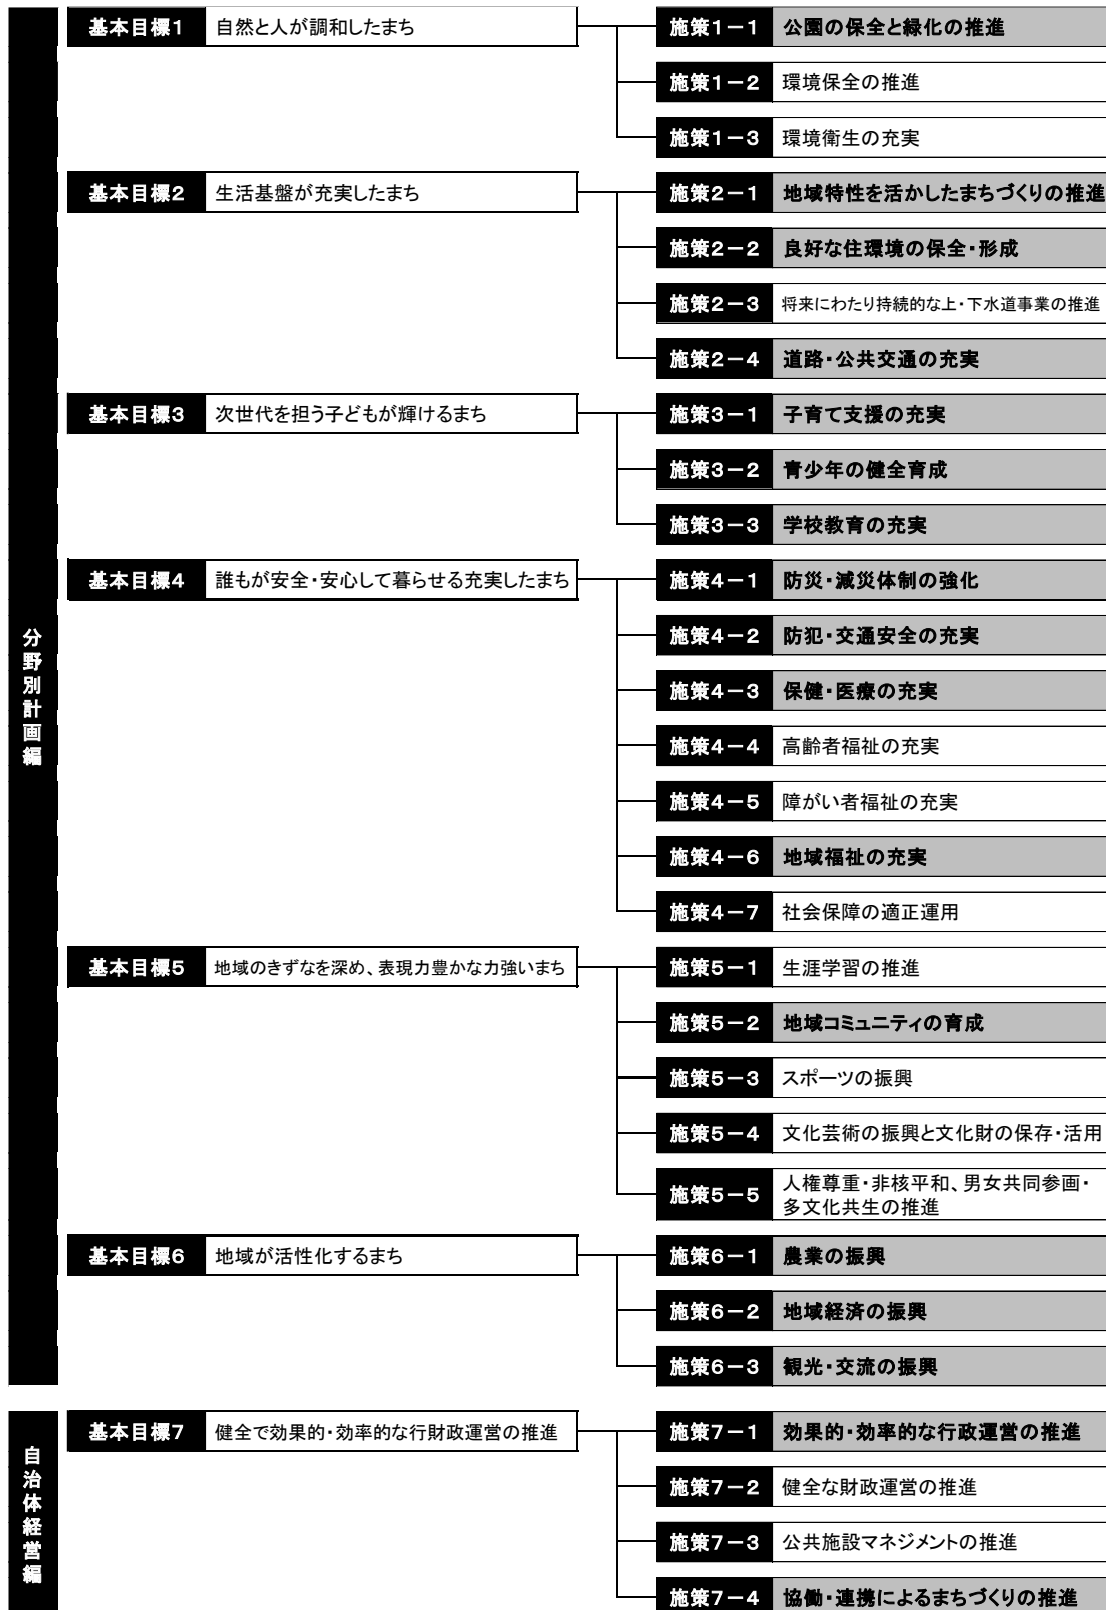 分野別計画編
基本目標1 自然と人が調和したまち
施策1－1 公園の保全と緑化の推進
施策1－2 環境保全の推進
施策1－3 環境衛生の充実
基本目標2 生活基盤が充実したまち
施策2－1 地域特性を活かしたまちづくりの推進
施策2－2 良好な住環境の保全・形成
施策2－3 将来にわたり持続的な上・下水道事業の推進
施策2－4 道路・公共交通の充実
基本目標3 次世代を担う子どもが輝けるまち
施策3－1 子育て支援の充実
施策3－2 青少年の健全育成
施策3－3 学校教育の充実
基本目標4 誰もが安全・安心して暮らせる充実したまち
施策4－1 防災・減災体制の強化
施策4－2 防犯・交通安全の充実
施策4－3 保健・医療の充実
施策4－4 高齢者福祉の充実
施策4－5 障がい者福祉の充実
施策4－6 地域福祉の充実
施策4－7 社会保障の適正運用
基本目標5 地域のきずなを深め、表現力豊かな力強いまち
施策5－1 生涯学習の推進
施策5－2 地域コミュニティの育成
施策5－3 スポーツの振興
施策5－4 文化芸術の振興と文化財の保存・活用
施策5－5 人権尊重・非核平和、男女共同参画・
多文化共生の推進
基本目標6 地域が活性化するまち
施策6－1 農業の振興
施策6－2 地域経済の振興
施策6－3 観光・交流の振興
自治体経営編
基本目標7 健全で効果的・効率的な行財政運営の推進
施策7－1 効果的・効率的な行政運営の推進
施策7－2 健全な財政運営の推進
施策7－3 公共施設マネジメントの推進
施策7－4 協働・連携によるまちづくりの推進